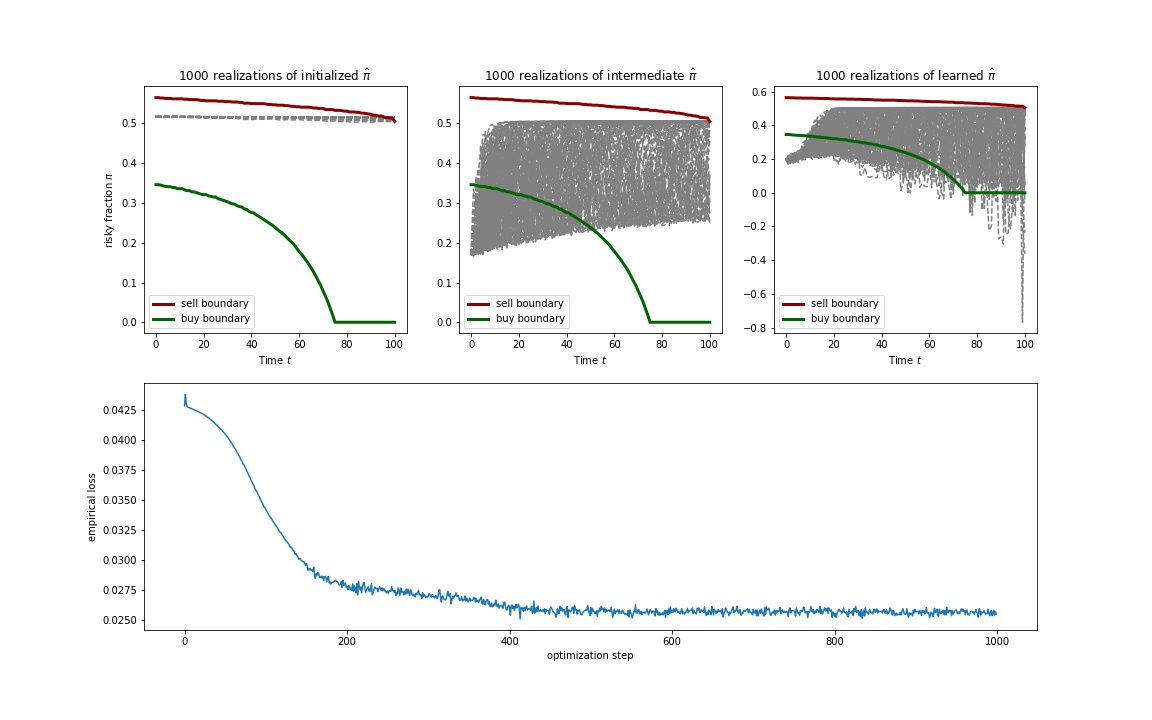 1000 realizations of initialized π̂
0.5
0.4
0.3
0.2
0.1
0.0
risky fraction π
sell boundary
buy boundary
0 20 40 60 80 100
Time t
1000 realizations of intermediate π̂
0.5
0.4
0.3
0.2
0.1
0.0
sell boundary
buy boundary
0 20 40 60 80 100
Time t
1000 realizations of learned π̂
0.6
0.4
0.2
0.0
−0.2
−0.4
−0.6
−0.8
sell boundary
buy boundary
0 20 40 60 80 100
Time t
0.0425
0.0400
0.0375
0.0350
0.0325
0.0300
0.0275
0.0250
empirical loss
0 200 400 600 800 1000
optimization step